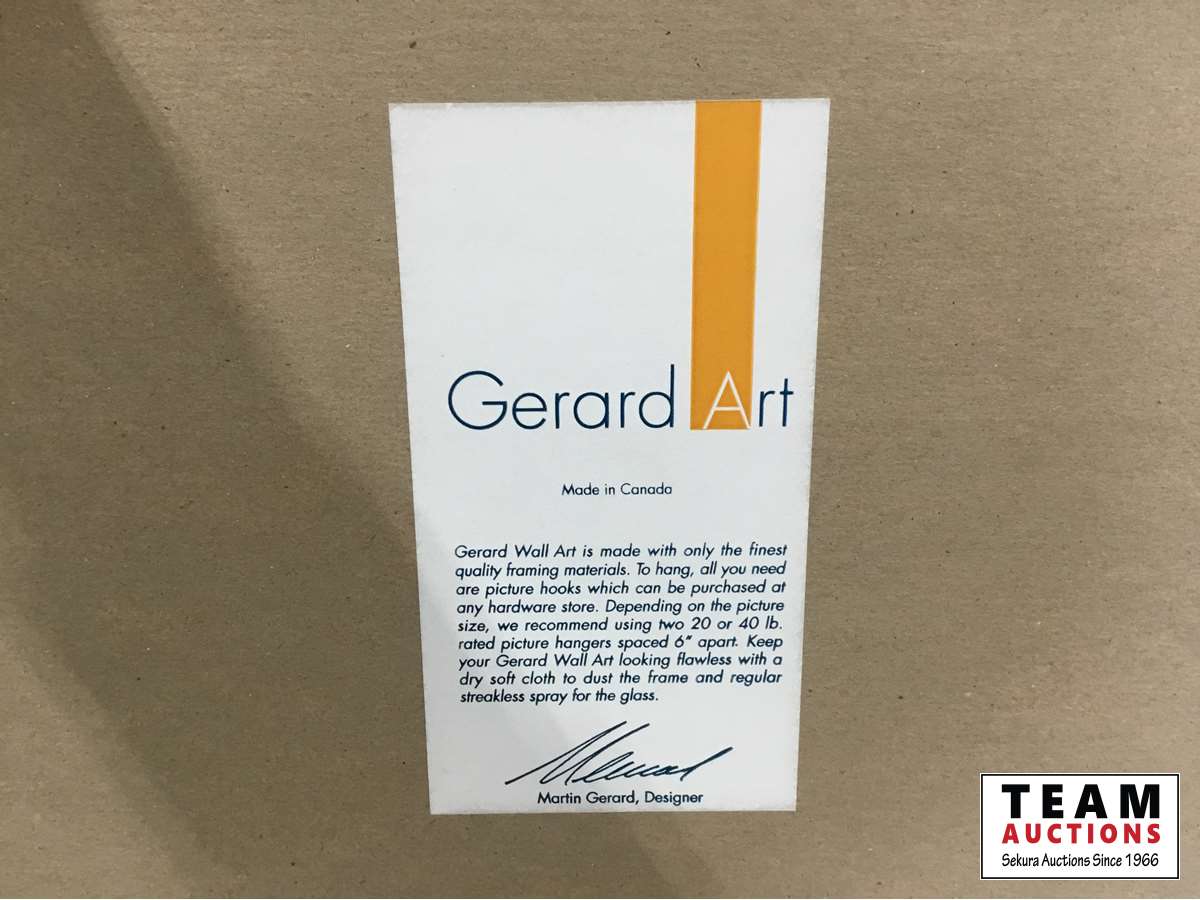 Gerard Art
Made in Canada
Gerard Wall Art is made with only the finest
quality framing materials. To hang, all you need
are picture hooks which can be purchased at
any hardware store. Depending on the picture
size, we recommend using two 20 or 40 lb.
rated picture hangers spaced 6” apart. Keep
your Gerard Wall Art looking flawless with a
dry soft cloth to dust the frame and regular
streakless spray for the glass.
Martin Gerard, Designer
TEAM
AUCTIONS
Sekura Auctions Since 1966